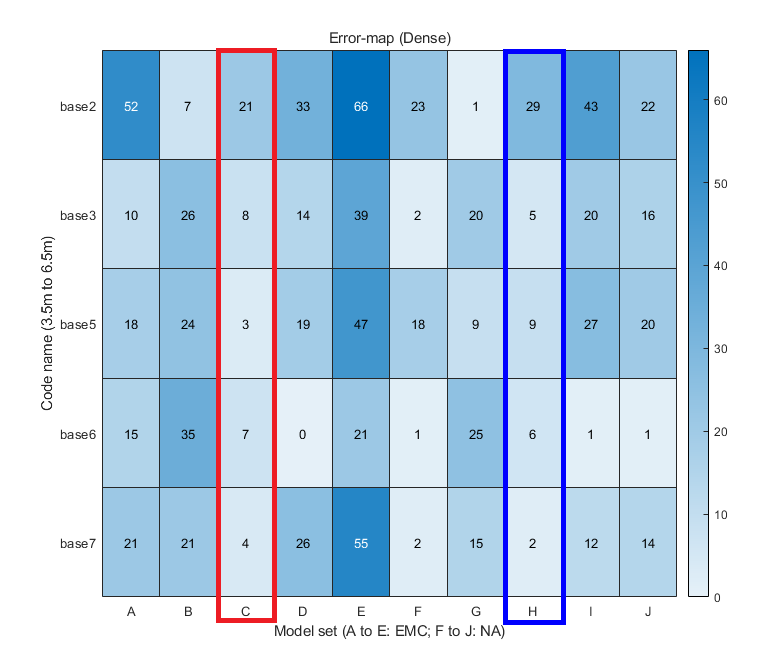 Error-map (Dense)
base2 52 7 21 33 66 23 1 29 43 22
base3 10 26 8 14 39 2 20 5 20 16
base5 18 24 3 19 47 18 9 9 27 20
base6 15 35 7 0 21 1 25 6 1 1
base7 21 21 4 26 55 2 15 2 12 14
A B C D E F G H I J
Model set (A to E: EMC; F to J: NA)
Code name (3.5m to 6.5m)
60
50
40
30
20
10
0